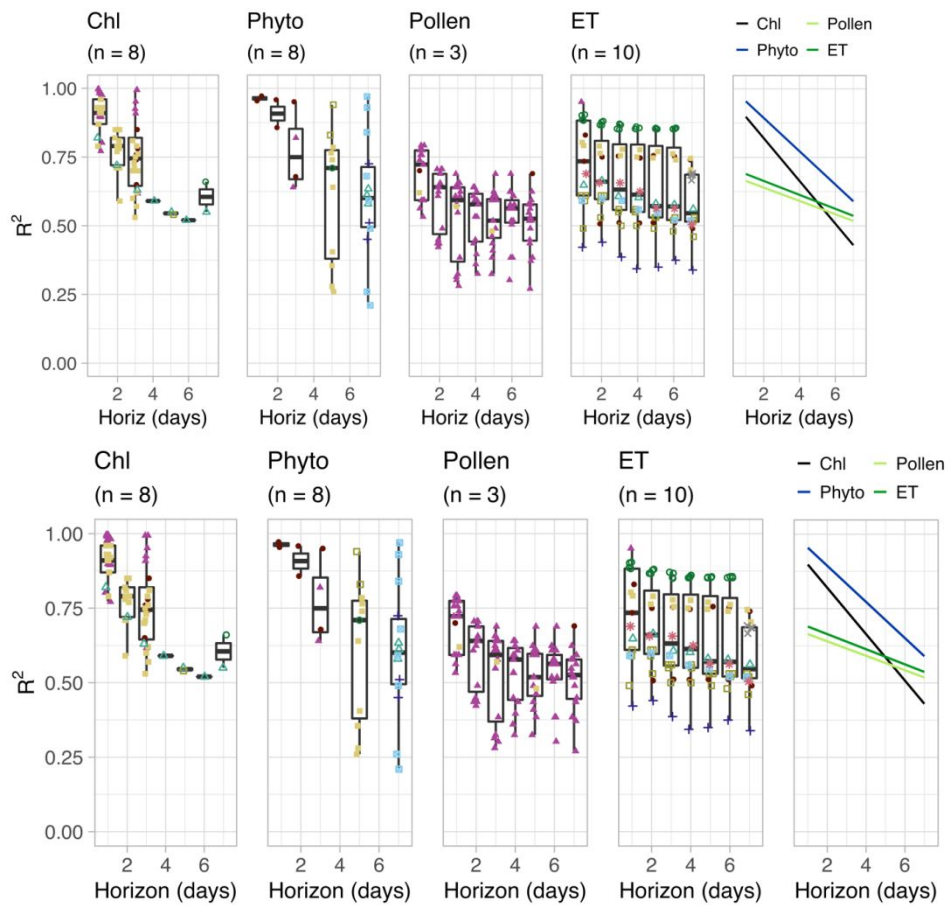 Chl Phyto Pollen ET
(n = 8) (n = 8) (n = 3) (n = 10)
Chl Pollen
Phyto ET
1.00
0.75
R²
0.50
0.25
0.00
2 4 6 2 4 6 2 4 6 2 4 6 0 2 4 6 8
Horiz (days) Horiz (days) Horiz (days) Horiz (days) Horiz (days)
Chl Phyto Pollen ET
(n = 8) (n = 8) (n = 3) (n = 10)
Chl Pollen
Phyto ET
1.00
0.75
R²
0.50
0.25
0.00
2 4 6 2 4 6 2 4 6 2 4 6 0 2 4 6 8
Horizon (days) Horizon (days) Horizon (days) Horizon (days) Horizon (days)